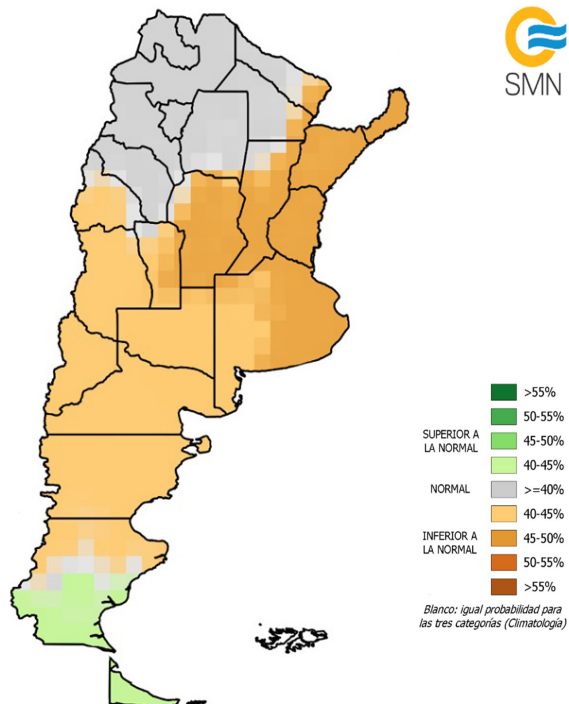 SMN
>55%
50-55%
SUPERIOR A
LA NORMAL
45-50%
40-45%
NORMAL
>=40%
40-45%
INFERIOR A
LA NORMAL
45-50%
50-55%
>55%
Blanco: igual probabilidad para
las tres categorías (Climatología)